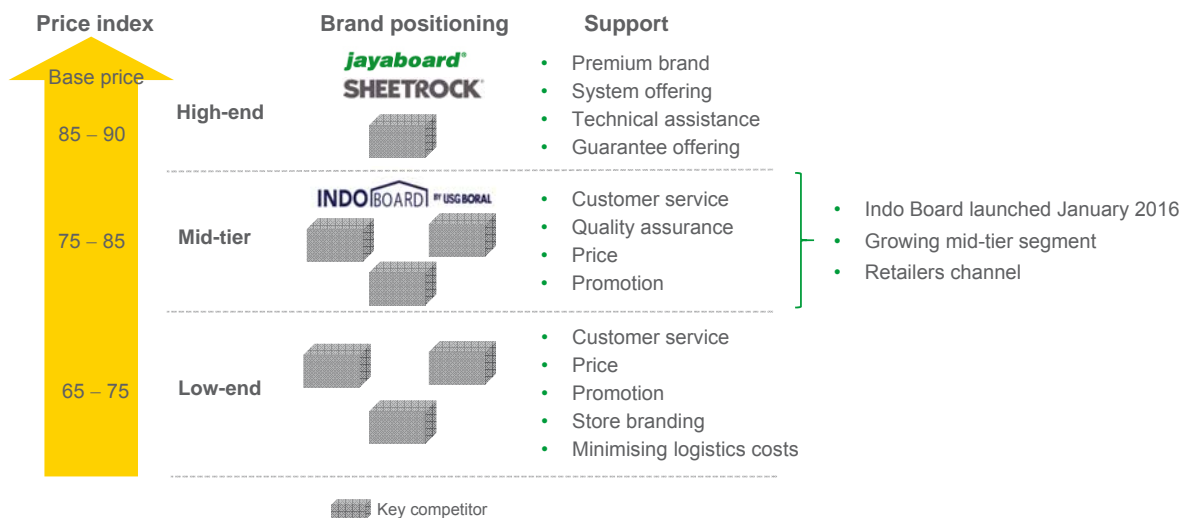 Price index
Brand positioning
Support
Base price
85 – 90
High-end
jayaboard®
SHEETROCK®
• Premium brand
• System offering
• Technical assistance
• Guarantee offering
75 – 85
Mid-tier
INDO BOARD BY USG BORAL
• Customer service
• Quality assurance
• Price
• Promotion
• Indo Board launched January 2016
• Growing mid-tier segment
• Retailers channel
65 – 75
Low-end
• Customer service
• Price
• Promotion
• Store branding
• Minimising logistics costs
Key competitor